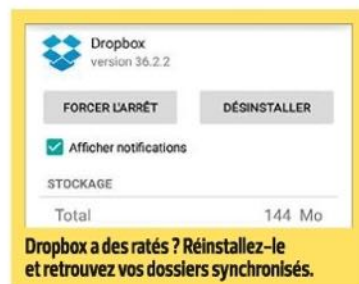 Dropbox
version 36.2.2
FORCER L'ARRÊT DÉSINSTALLER
Afficher notifications
STOCKAGE
Total 144 Mo
Dropbox a des ratés ? Réinstallez-le
et retrouvez vos dossiers synchronisés.